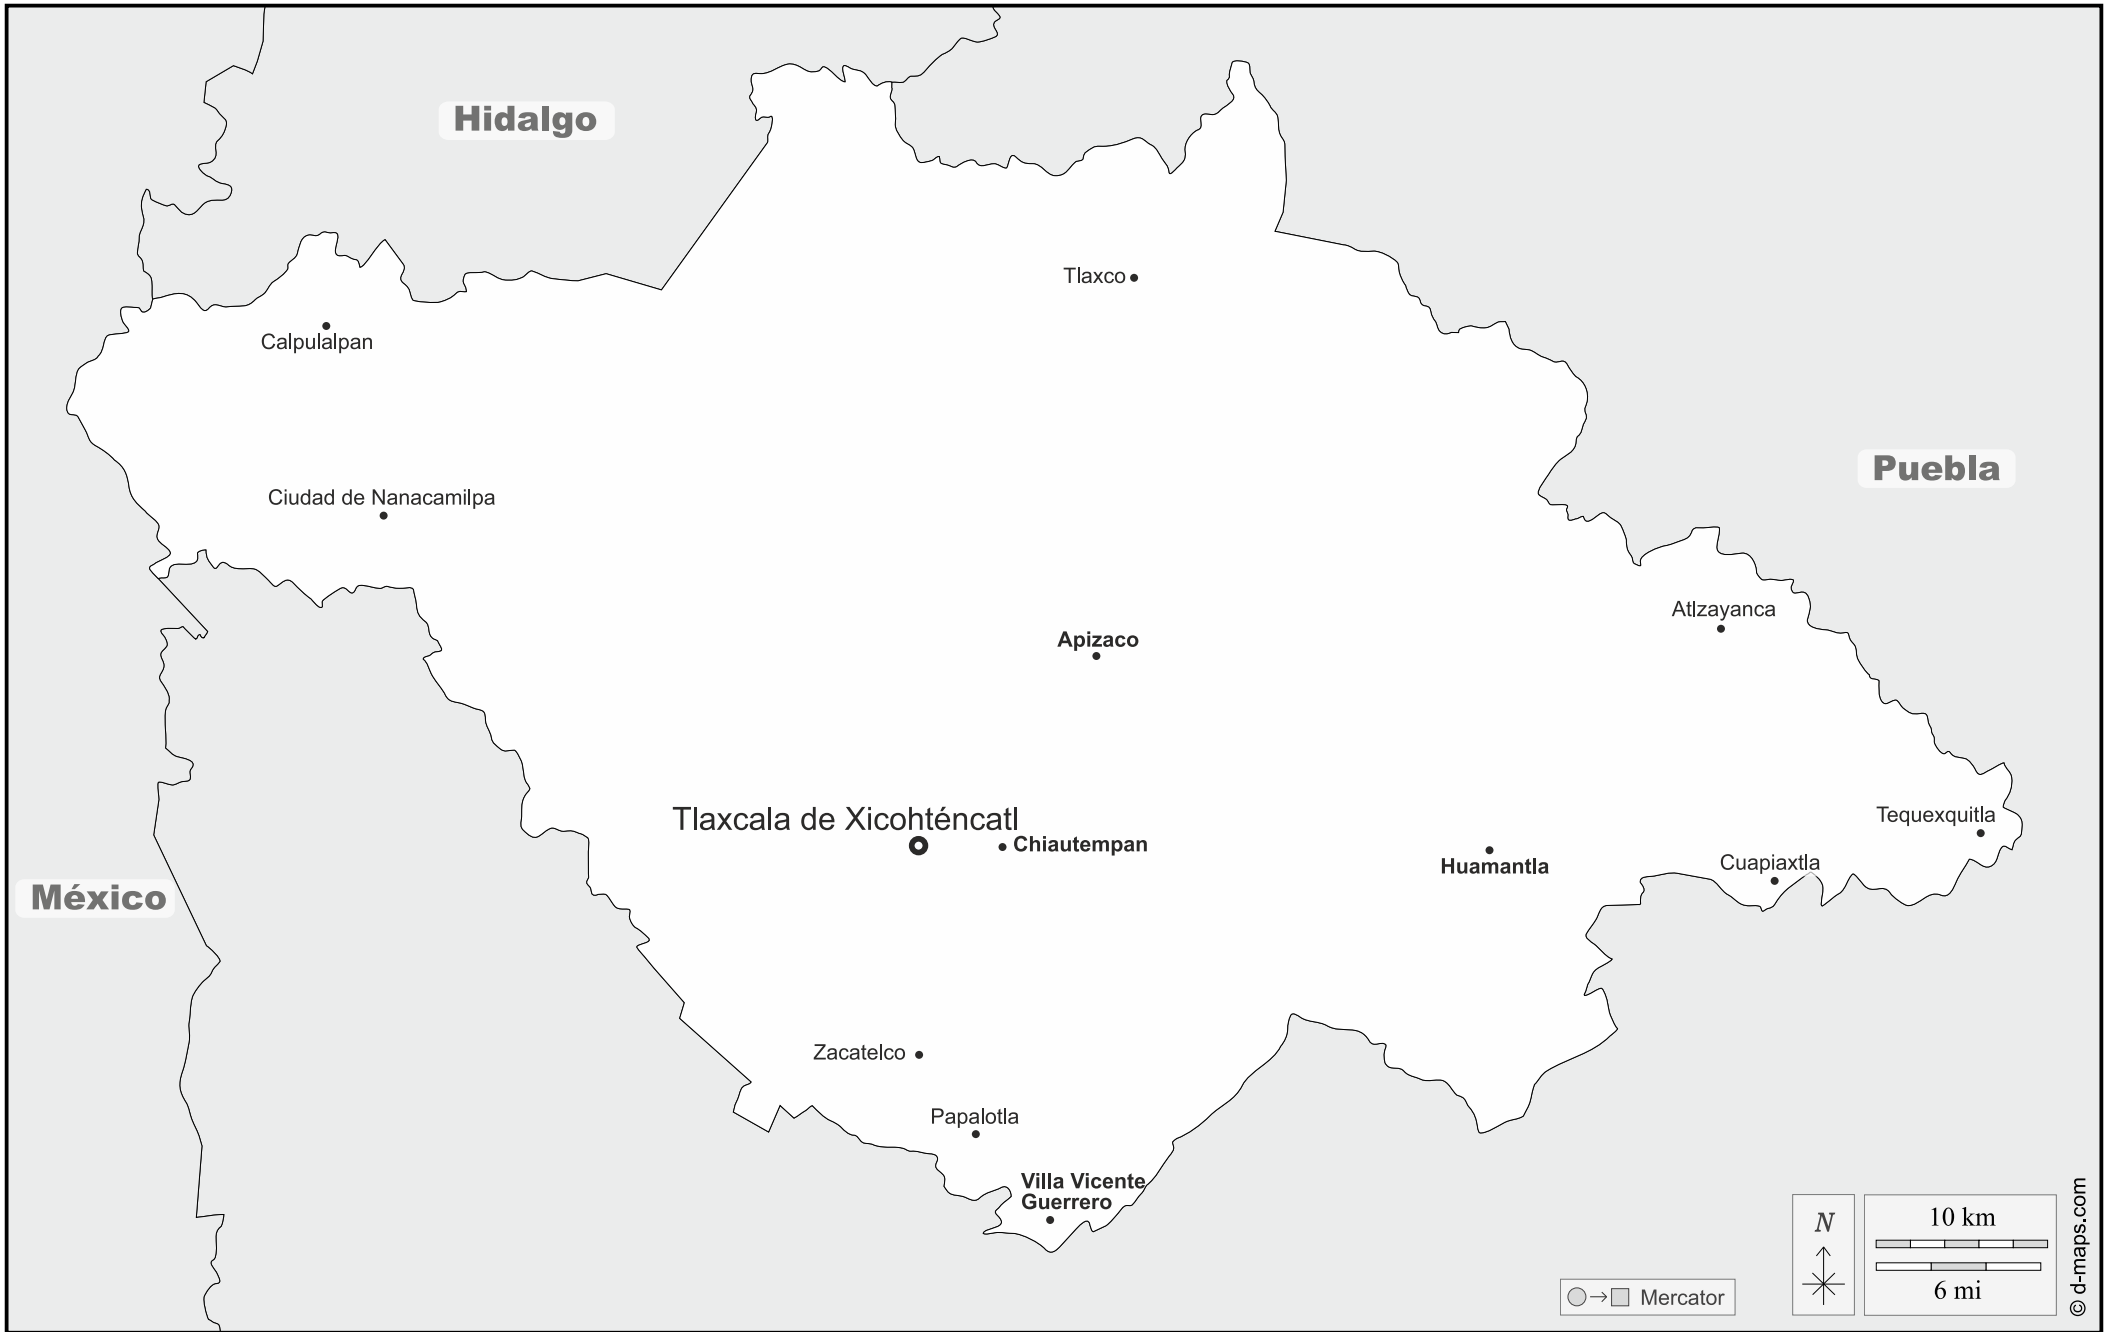 Hidalgo
Tlaxco
Calpulalpan
Puebla
Ciudad de Nanacamilpa
Atlzayanca
Apizaco
Tlaxcala de Xicohténcatl
Chiautempan
Tequexquitla
Huamantla
Cuapiaxtla
México
Zacatelco
Papalotla
Villa Vicente
Guerrero
N
10 km
6 mi
Mercator
© d-maps.com